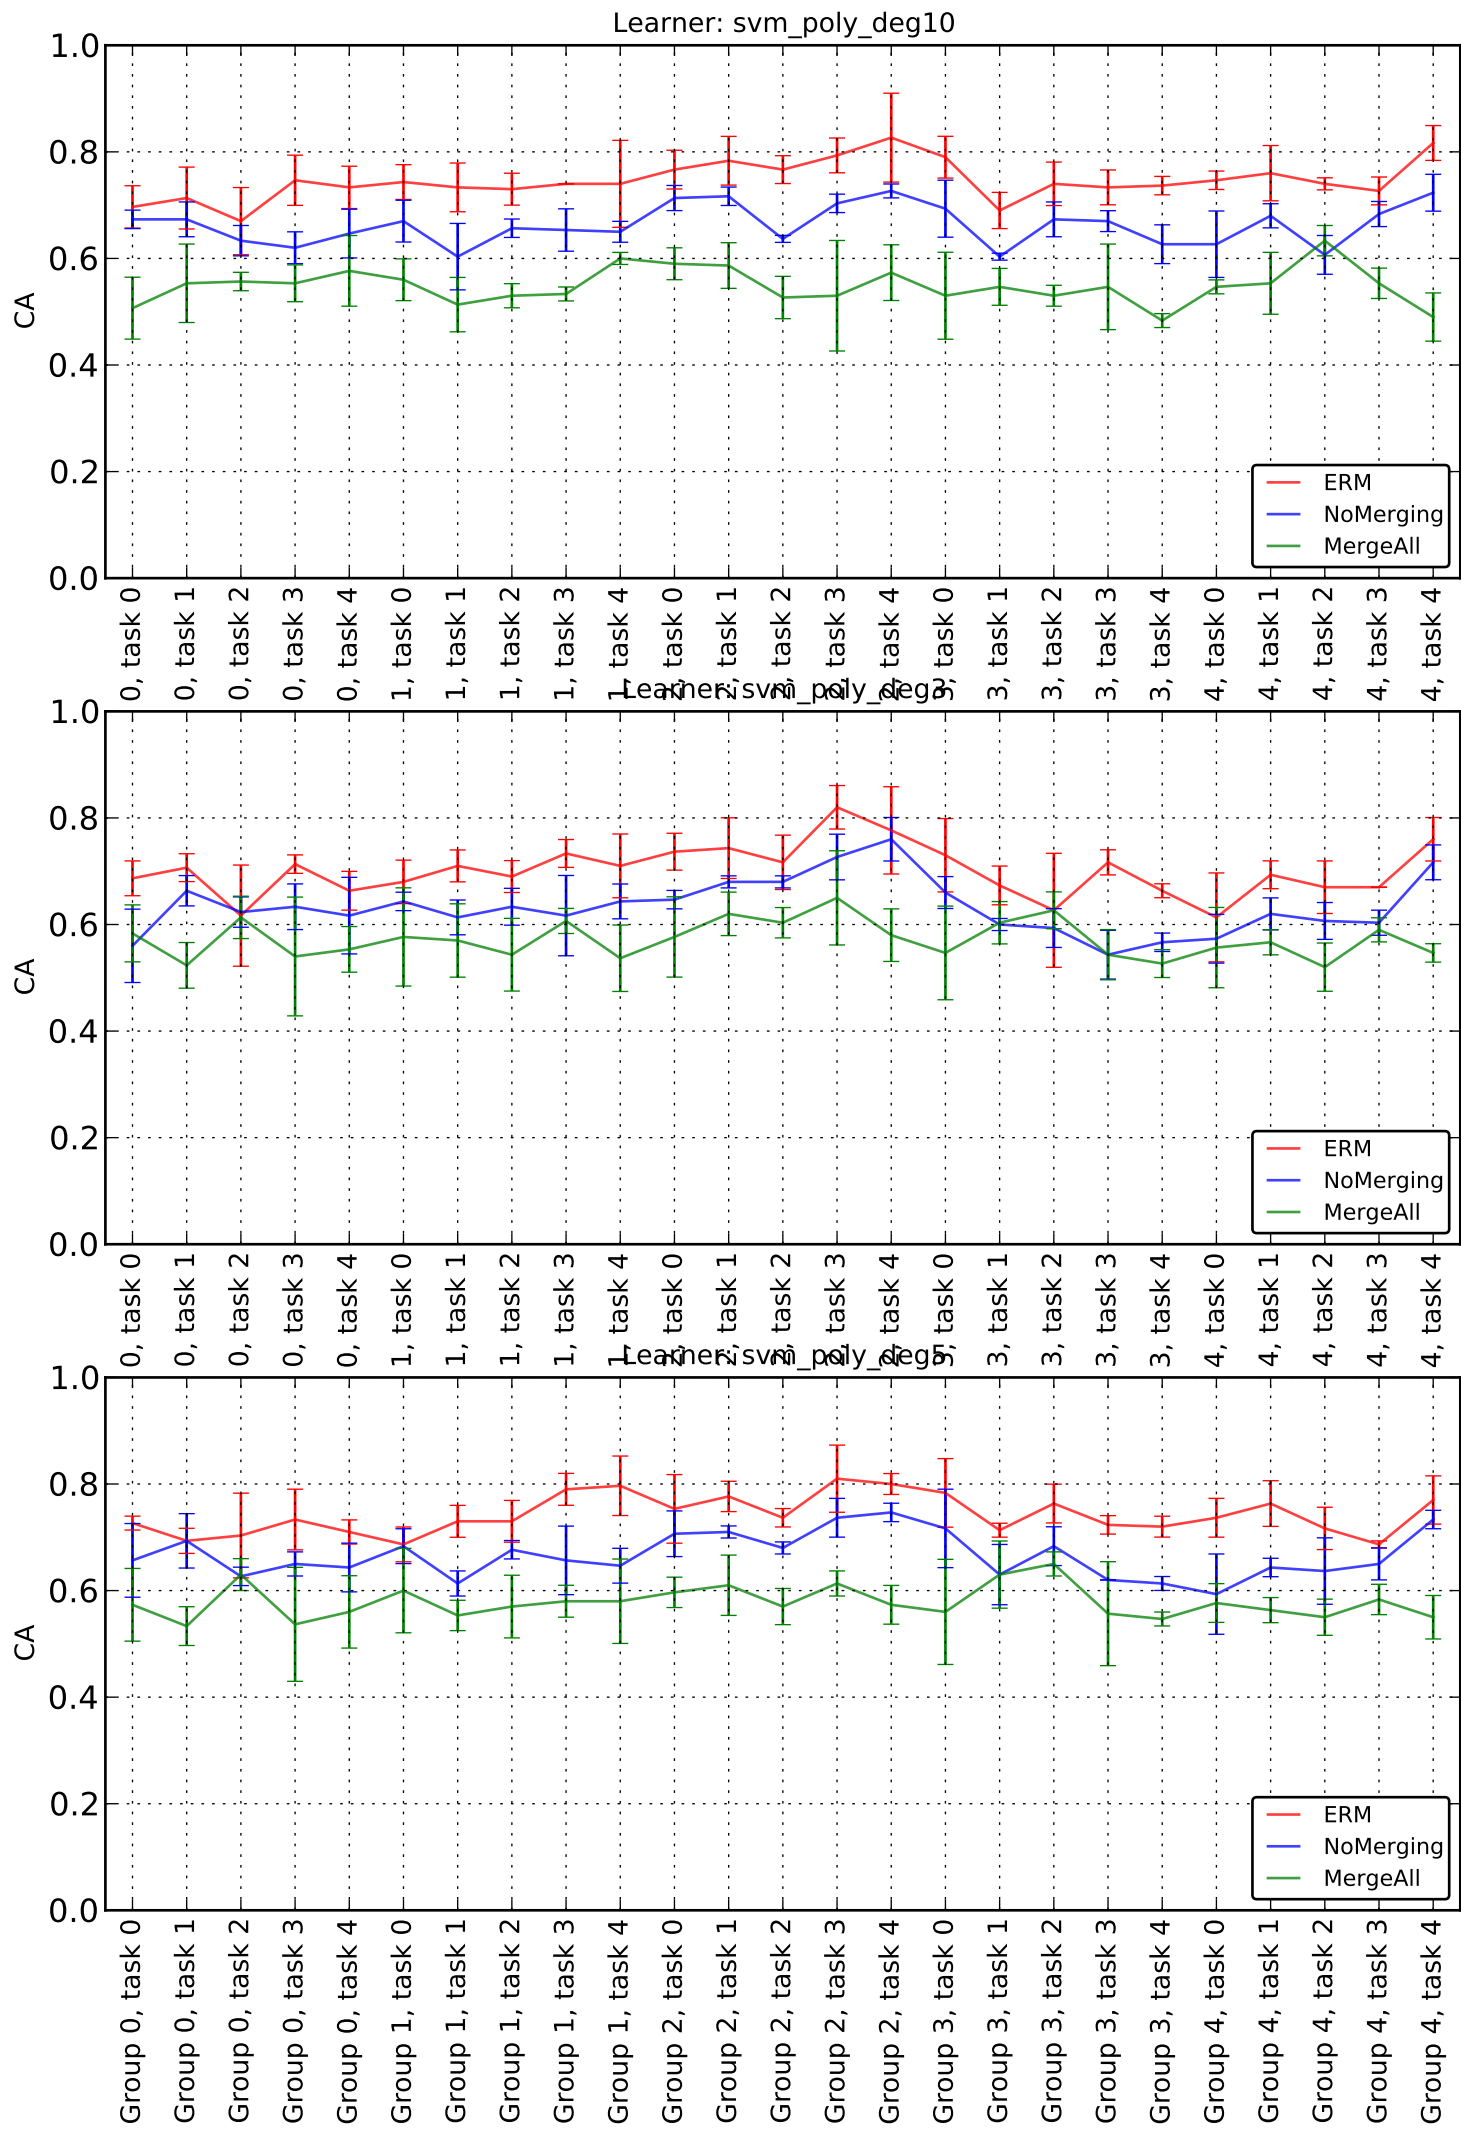 Learner: svm_poly_deg10
1.0
0.8
0.6
0.4
0.2
0.0
CA
ERM
NoMerging
MergeAll
0, task 0
0, task 1
0, task 2
0, task 3
0, task 4
1, task 0
1, task 1
1, task 2
1, task 3
1, task 4
2, task 0
2, task 1
2, task 2
2, task 3
2, task 4
3, task 0
3, task 1
3, task 2
3, task 3
3, task 4
4, task 0
4, task 1
4, task 2
4, task 3
4, task 4
Learner: svm_poly_deg3
1.0
0.8
0.6
0.4
0.2
0.0
CA
ERM
NoMerging
MergeAll
0, task 0
0, task 1
0, task 2
0, task 3
0, task 4
1, task 0
1, task 1
1, task 2
1, task 3
1, task 4
2, task 0
2, task 1
2, task 2
2, task 3
2, task 4
3, task 0
3, task 1
3, task 2
3, task 3
3, task 4
4, task 0
4, task 1
4, task 2
4, task 3
4, task 4
Learner: svm_poly_deg5
1.0
0.8
0.6
0.4
0.2
0.0
CA
ERM
NoMerging
MergeAll
Group 0, task 0
Group 0, task 1
Group 0, task 2
Group 0, task 3
Group 0, task 4
Group 1, task 0
Group 1, task 1
Group 1, task 2
Group 1, task 3
Group 1, task 4
Group 2, task 0
Group 2, task 1
Group 2, task 2
Group 2, task 3
Group 2, task 4
Group 3, task 0
Group 3, task 1
Group 3, task 2
Group 3, task 3
Group 3, task 4
Group 4, task 0
Group 4, task 1
Group 4, task 2
Group 4, task 3
Group 4, task 4